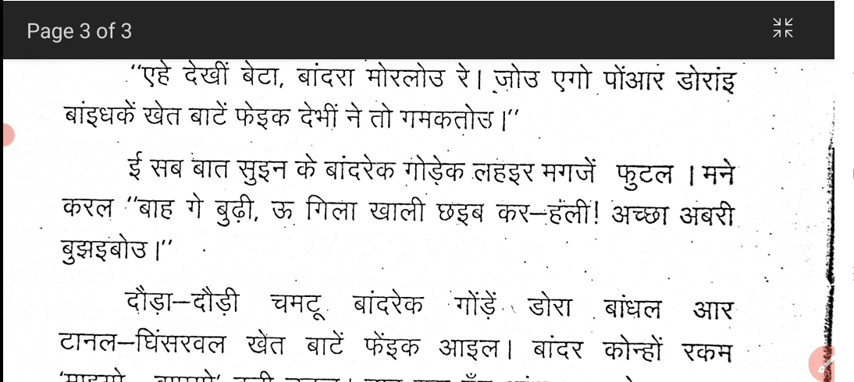 Page 3 of 3
“एहे देखीं बेटा, बांदरा मोरलोउ रे। जोउ एगो पोंआर डोरांइ
बांइधकें खेत बाटें फेइक देभीं ने तो गमकतोउ।”
ई सब बात सुइन के बांदरेक गोड़ेक लहइर मगजें फुटल । मने
करल “बाह गे बुढ़ी, ऊ गिला खाली छइब कर–हंली! अच्छा अबरी
बुझइबोउ।”
दौड़ा–दौड़ी चमटू बांदरेक गोंड़ें डोरा बांधल आर
टानल–घिंसरवल खेत बाटें फेंइक आइल। बांदर कोन्हों रकम